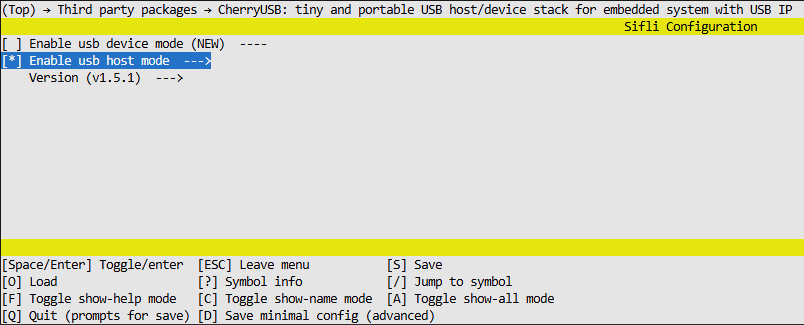 (Top) → Third party packages → CherryUSB: tiny and portable USB host/device stack for embedded system with USB IP
Sifli Configuration
[ ] Enable usb device mode (NEW)  ----
[*] Enable usb host mode  --->
Version (v1.5.1)  --->
[Space/Enter] Toggle/enter  [ESC] Leave menu  [S] Save
[O] Load  [?] Symbol info  [/] Jump to symbol
[F] Toggle show-help mode  [C] Toggle show-name mode  [A] Toggle show-all mode
[Q] Quit (prompts for save)  [D] Save minimal config (advanced)